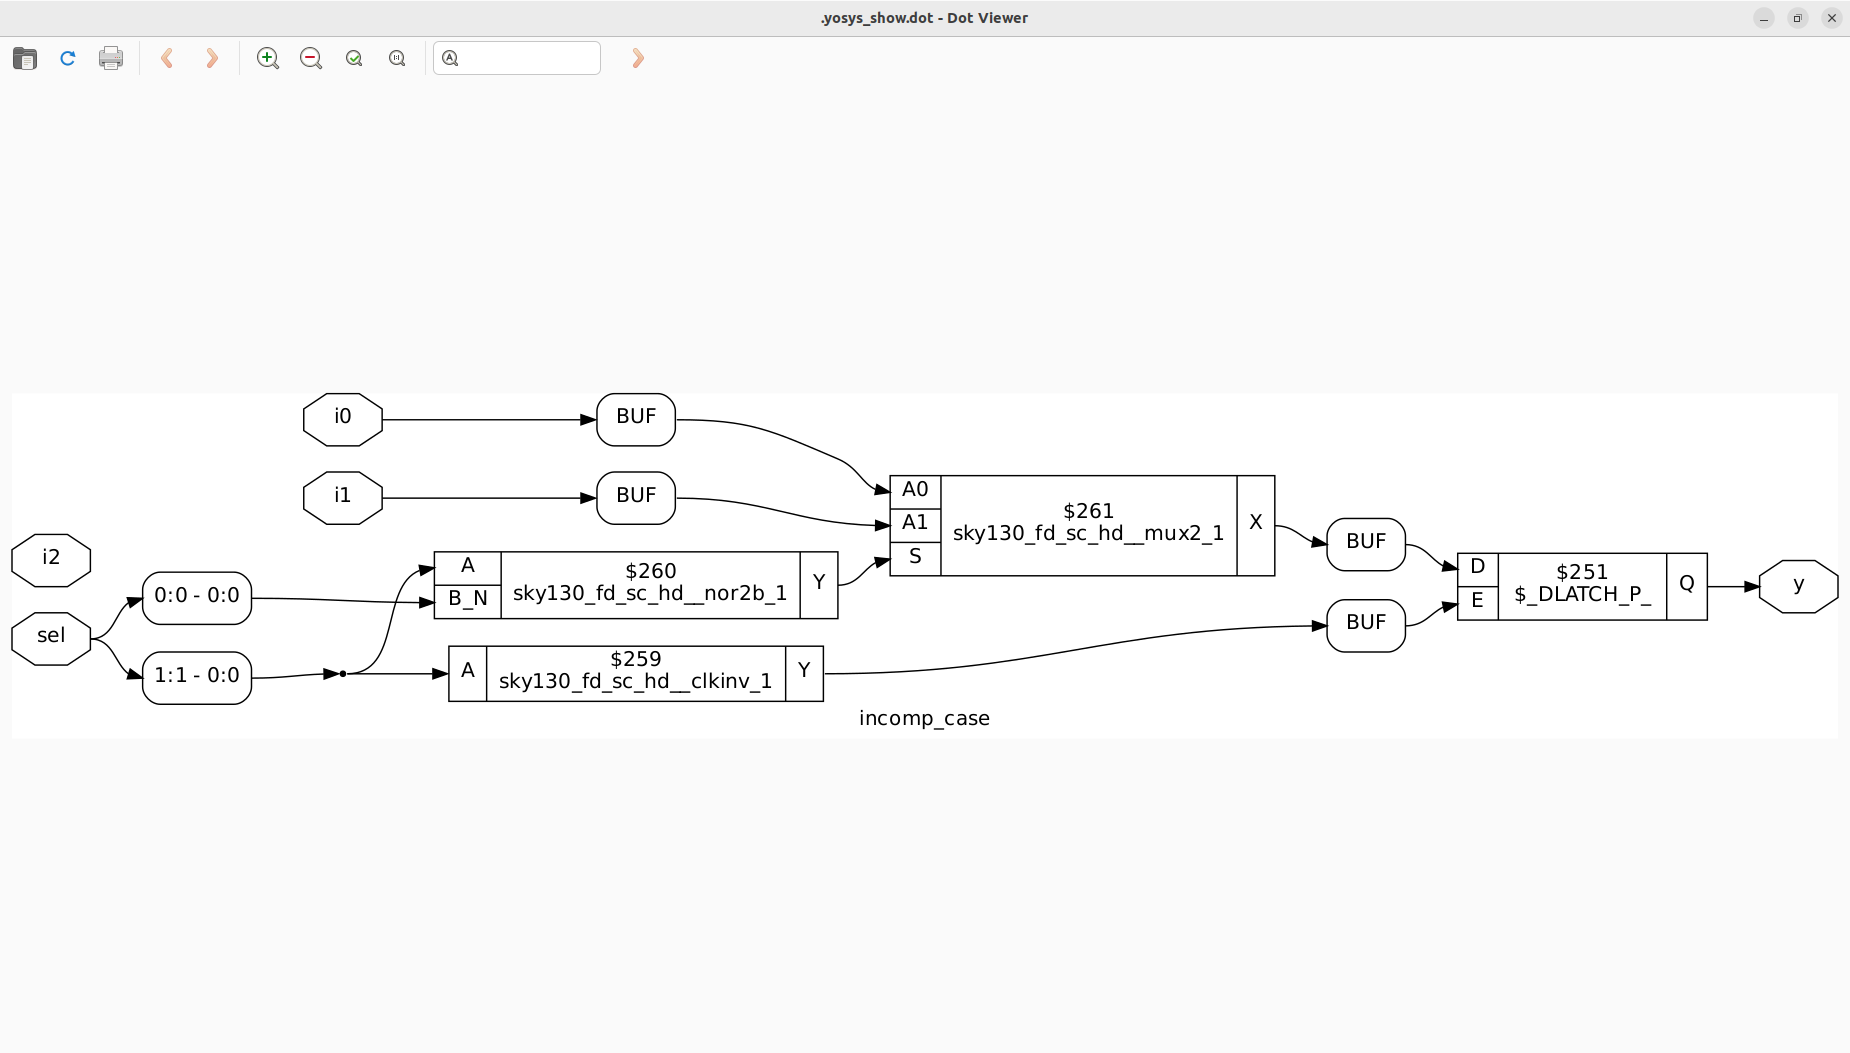 .yosys_show.dot - Dot Viewer
i0
BUF
i1
BUF
A0
A1
S
$261
sky130_fd_sc_hd__mux2_1
X
i2
sel
0:0 - 0:0
1:1 - 0:0
A
B_N
$260
sky130_fd_sc_hd__nor2b_1
Y
A
$259
sky130_fd_sc_hd__clkinv_1
Y
BUF
BUF
D
E
$251
$_DLATCH_P_
Q
y
incomp_case